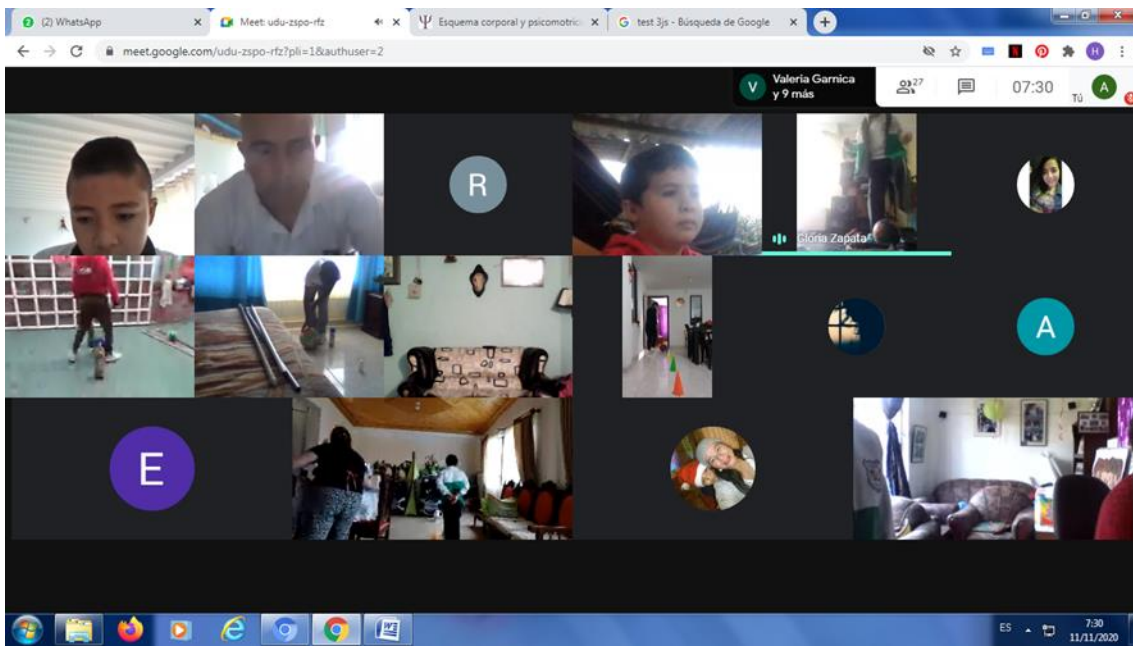 (2) WhatsApp
Meet: udu-zspo-rfz
Esquema corporal y psicomotric
test 3js - Búsqueda de Google
meet.google.com/udu-zspo-rfz?pli=1&authuser=2
H
V
Valeria Garnica
y 9 más
27
07:30
Tú
A
R
Gloria Zapata
A
E
ES
7:30
11/11/2020